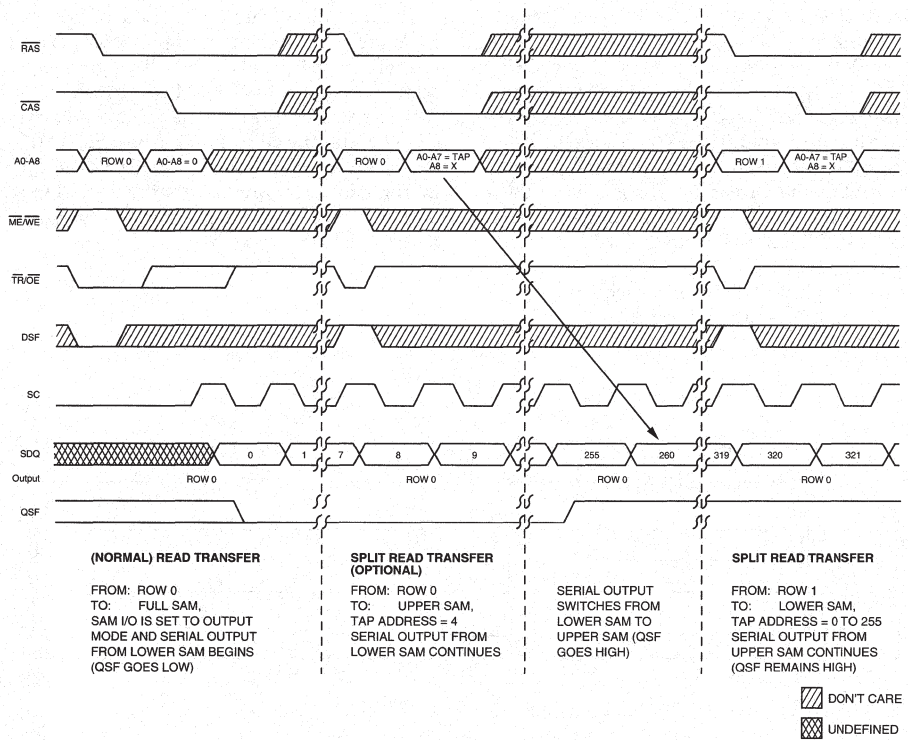 RAS
CAS
A0-A8 ROW 0 A0-A8 = 0 ROW 0 A0-A7 = TAP A8 = X ROW 1 A0-A7 = TAP A8 = X
ME/WE
TR/OE
DSF
SC
SDQ 0 1 7 8 9 255 260 319 320 321
Output ROW 0 ROW 0 ROW 0 ROW 0
QSF
(NORMAL) READ TRANSFER
FROM: ROW 0
TO: FULL SAM,
SAM I/O IS SET TO OUTPUT
MODE AND SERIAL OUTPUT
FROM LOWER SAM BEGINS
(QSF GOES LOW)
SPLIT READ TRANSFER
(OPTIONAL)
FROM: ROW 0
TO: UPPER SAM,
TAP ADDRESS = 4
SERIAL OUTPUT FROM
LOWER SAM CONTINUES
SERIAL OUTPUT
SWITCHES FROM
LOWER SAM TO
UPPER SAM (QSF
GOES HIGH)
SPLIT READ TRANSFER
FROM: ROW 1
TO: LOWER SAM,
TAP ADDRESS = 0 TO 255
SERIAL OUTPUT FROM
UPPER SAM CONTINUES
(QSF REMAINS HIGH)
DON'T CARE
UNDEFINED